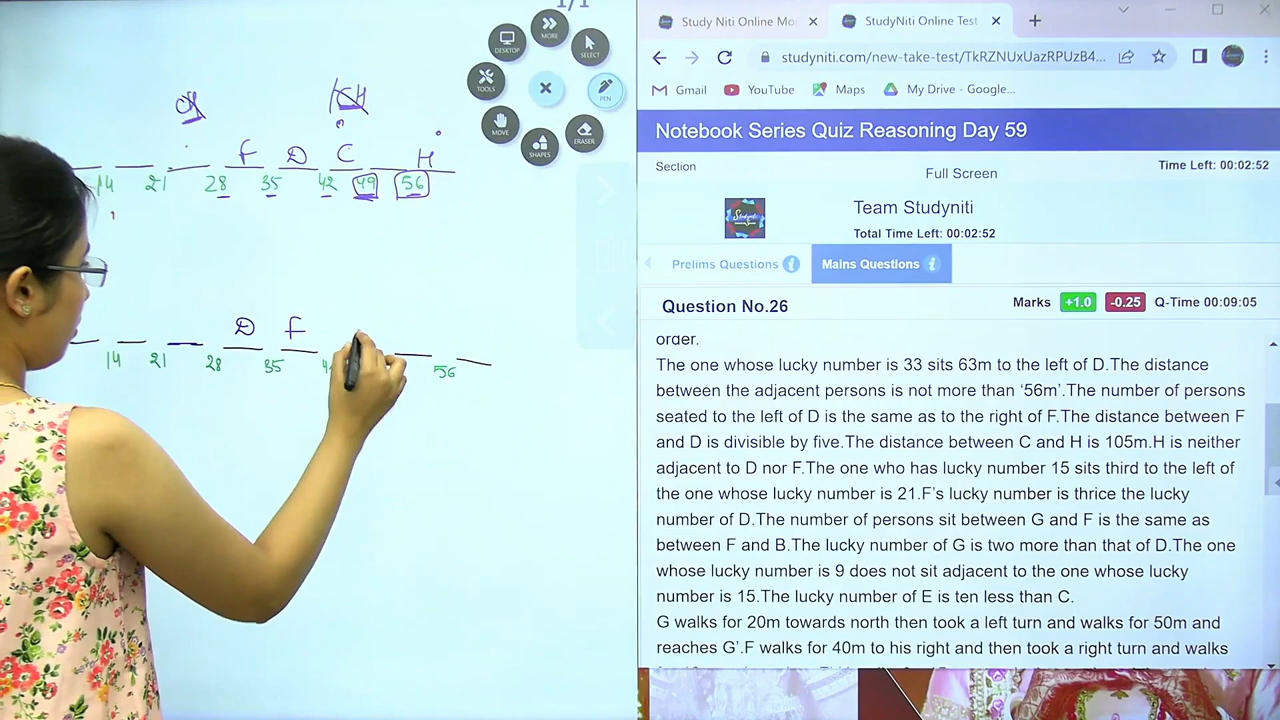 1/1
MORE
DESKTOP
SELECT
TOOLS
PEN
MOVE
ERASER
SHAPES
CH
F D C H
14 21 28 35 42 49 56
D F
14 21 28 35 56
Study Niti Online Mo
StudyNiti Online Test
studyniti.com/new-take-test/TkRZNUxUazRPUzB4...
Gmail YouTube Maps My Drive - Google...
Notebook Series Quiz Reasoning Day 59
Section
Time Left: 00:02:52
Full Screen
Studyniti
Team Studyniti
Total Time Left: 00:02:52
Prelims Questions i Mains Questions i
Question No.26
Marks +1.0 -0.25 Q-Time 00:09:05
order.
The one whose lucky number is 33 sits 63m to the left of D.The distance
between the adjacent persons is not more than ‘56m’.The number of persons
seated to the left of D is the same as to the right of F.The distance between F
and D is divisible by five.The distance between C and H is 105m.H is neither
adjacent to D nor F.The one who has lucky number 15 sits third to the left of
the one whose lucky number is 21.F’s lucky number is thrice the lucky
number of D.The number of persons sit between G and F is the same as
between F and B.The lucky number of G is two more than that of D.The one
whose lucky number is 9 does not sit adjacent to the one whose lucky
number is 15.The lucky number of E is ten less than C.
G walks for 20m towards north then took a left turn and walks for 50m and
reaches G’.F walks for 40m to his right and then took a right turn and walks